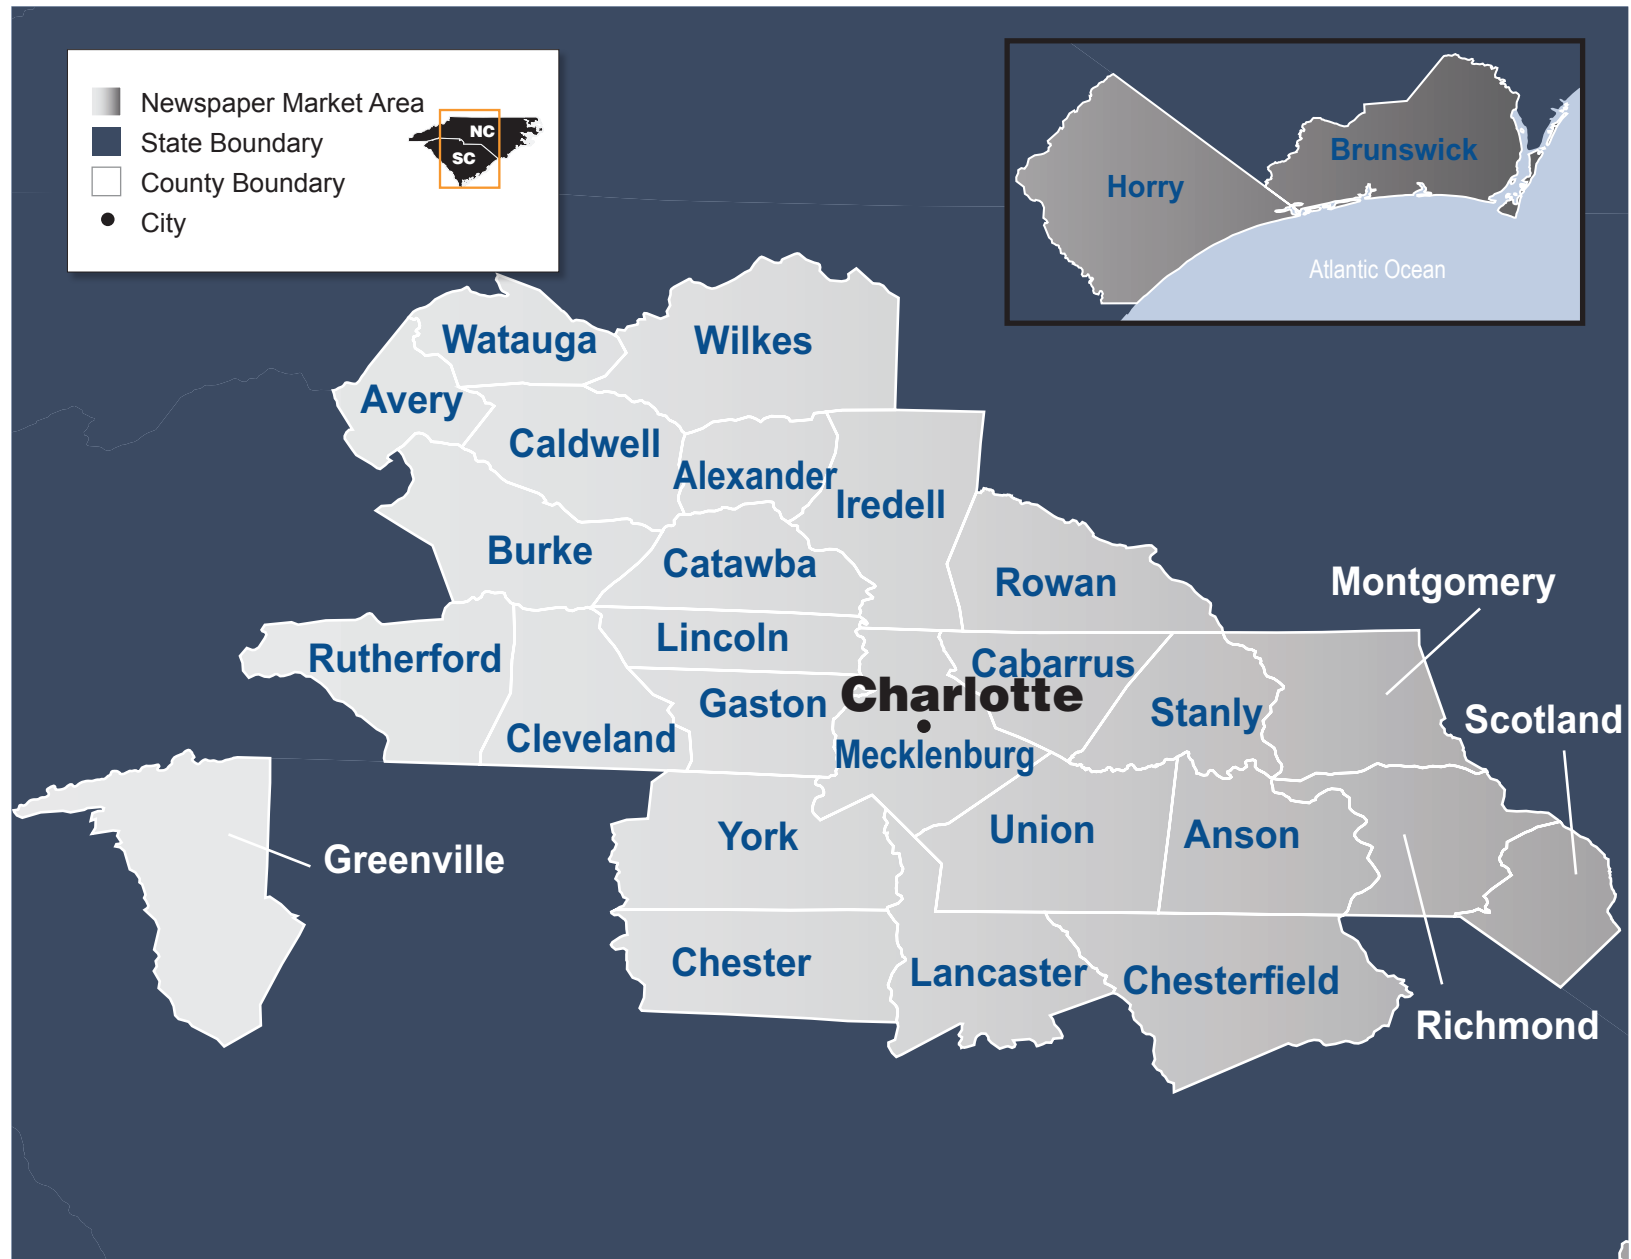 Newspaper Market Area
State Boundary
County Boundary
City
NC
SC
Horry
Brunswick
Atlantic Ocean
Watauga
Wilkes
Avery
Caldwell
Alexander
Iredell
Burke
Catawba
Rowan
Montgomery
Lincoln
Rutherford
Cabarrus
Gaston
Charlotte
Stanly
Scotland
Cleveland
Mecklenburg
Greenville
York
Union
Anson
Chester
Lancaster
Chesterfield
Richmond